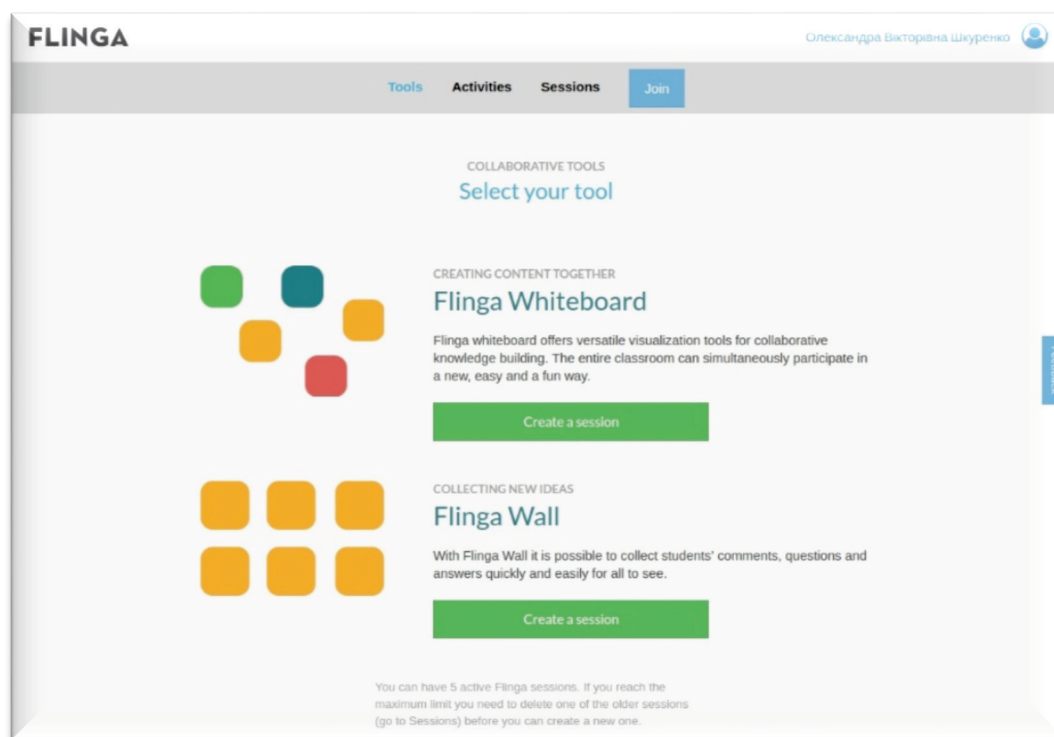 FLINGA
Олександра Вікторівна Шкуренко
Tools Activities Sessions Join
COLLABORATIVE TOOLS
Select your tool
CREATING CONTENT TOGETHER
Flinga Whiteboard
Flinga whiteboard offers versatile visualization tools for collaborative
knowledge building. The entire classroom can simultaneously participate in
a new, easy and a fun way.
Create a session
COLLECTING NEW IDEAS
Flinga Wall
With Flinga Wall it is possible to collect students' comments, questions and
answers quickly and easily for all to see.
Create a session
You can have 5 active Flinga sessions. If you reach the
maximum limit you need to delete one of the older sessions
(go to Sessions) before you can create a new one.